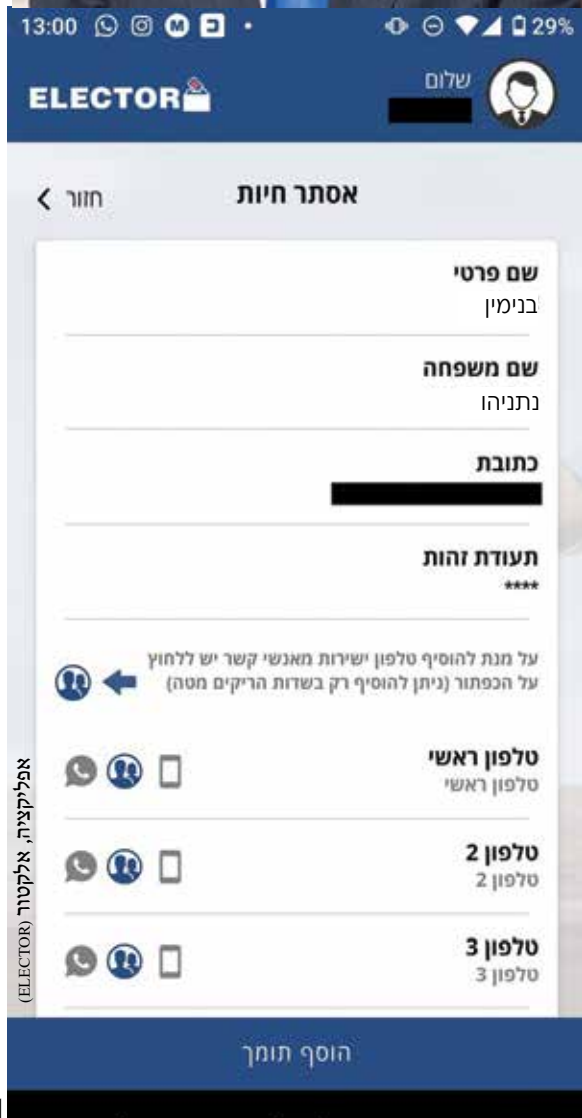 13:00
29%
ELECTOR
שלום
אסתר חיות
חזור
שם פרטי
בנימין
שם משפחה
נתניהו
כתובת
תעודת זהות
****
על מנת להוסיף טלפון ישירות מאנשי קשר יש ללחוץ
על הכפתור (ניתן להוסיף רק בשדות הריקים מטה)
טלפון ראשי
טלפון ראשי
טלפון 2
טלפון 2
טלפון 3
טלפון 3
הוסף תומך
אפליקציה, אלקטור (ELECTOR)